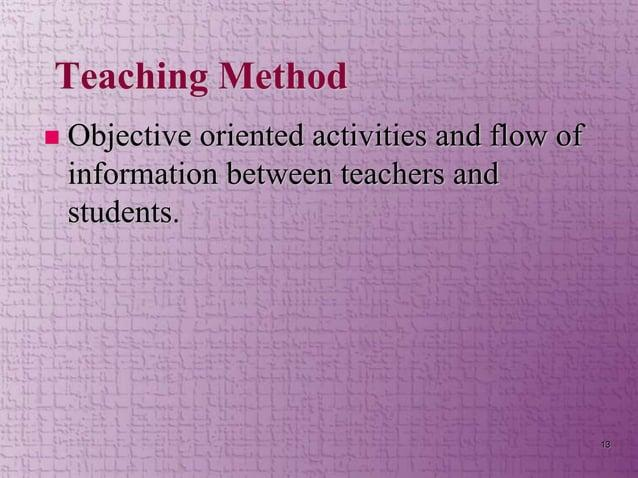 Teaching Method
Objective oriented activities and flow of
information between teachers and
students.
13